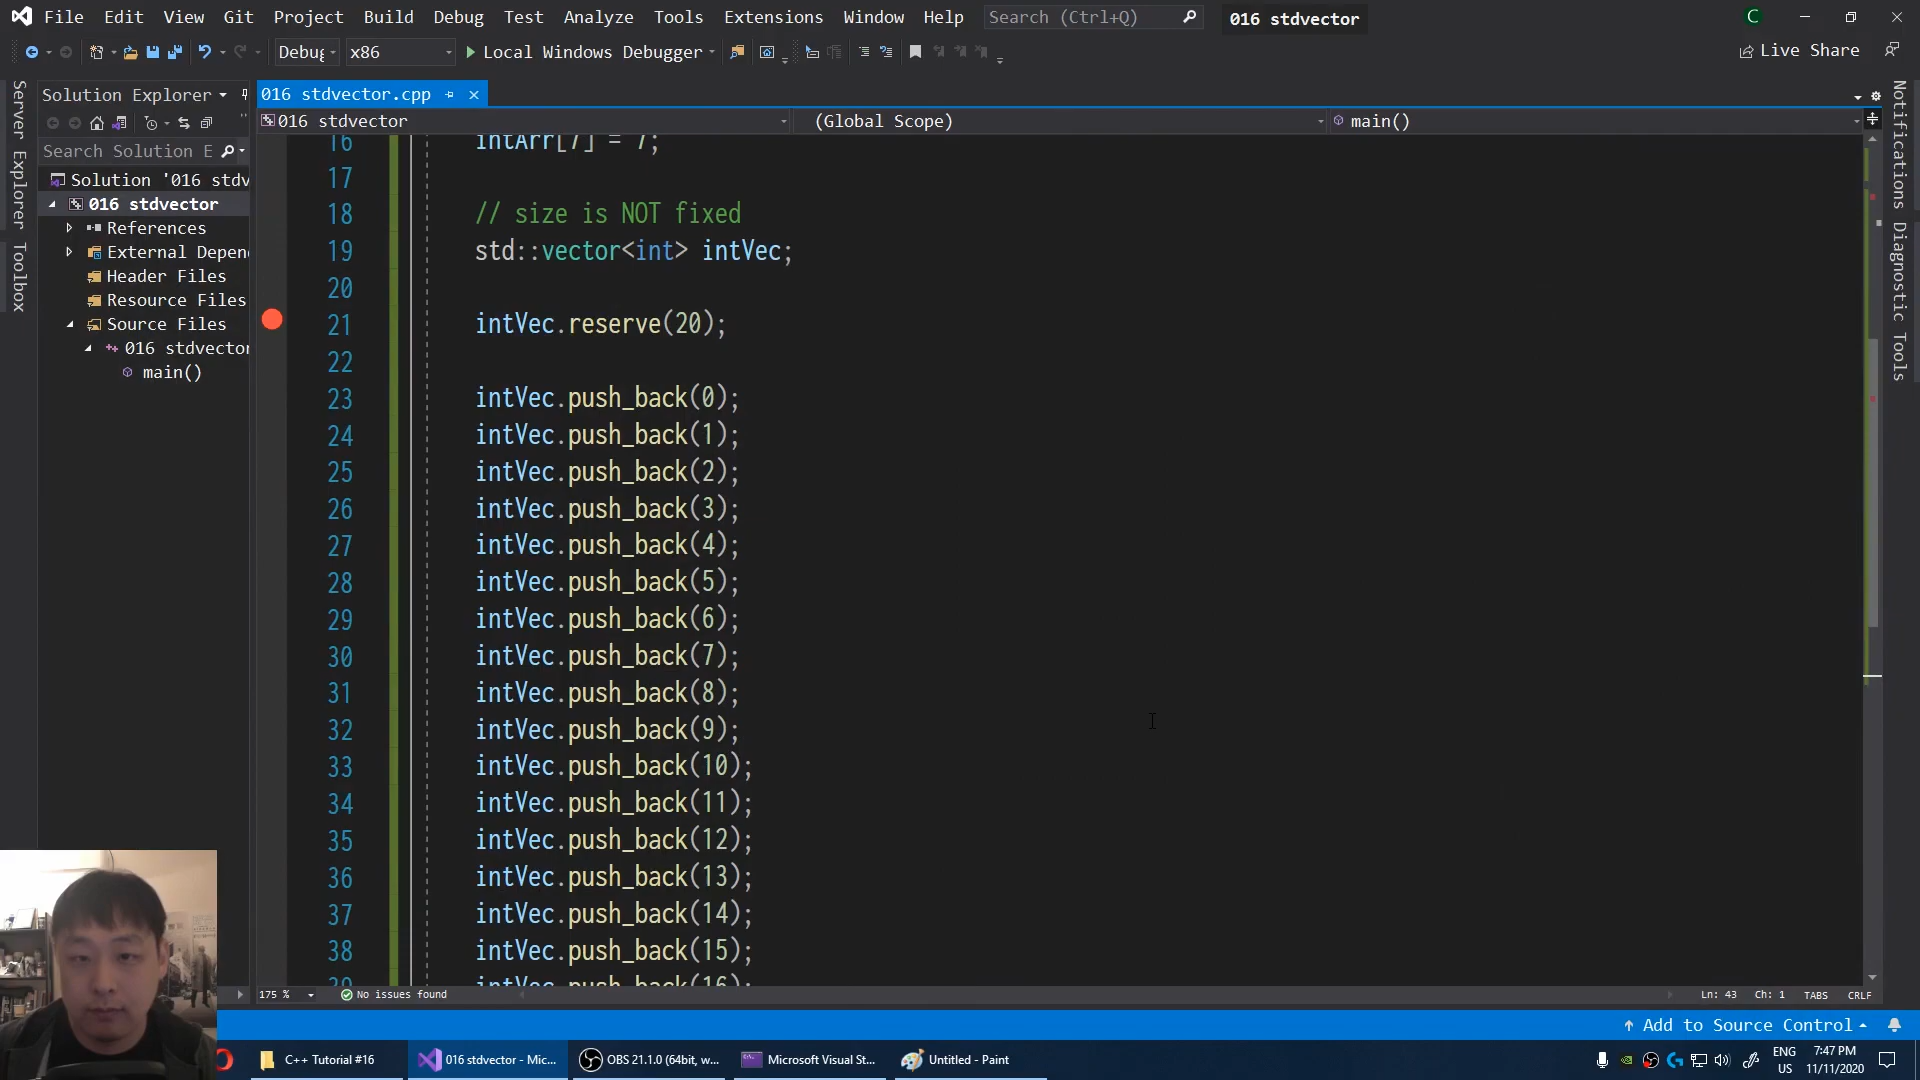 File Edit View Git Project Build Debug Test Analyze Tools Extensions Window Help Search (Ctrl+Q) 016 stdvector
Debug x86 Local Windows Debugger Live Share
Server Explorer
Toolbox
Solution Explorer
Search Solution E
Solution '016 stdv
016 stdvector
References
External Depen
Header Files
Resource Files
Source Files
016 stdvector
main()
016 stdvector.cpp
016 stdvector (Global Scope) main()
16 intArr[7] = 7;
17
18 // size is NOT fixed
19 std::vector<int> intVec;
20
21 intVec.reserve(20);
22
23 intVec.push_back(0);
24 intVec.push_back(1);
25 intVec.push_back(2);
26 intVec.push_back(3);
27 intVec.push_back(4);
28 intVec.push_back(5);
29 intVec.push_back(6);
30 intVec.push_back(7);
31 intVec.push_back(8);
32 intVec.push_back(9);
33 intVec.push_back(10);
34 intVec.push_back(11);
35 intVec.push_back(12);
36 intVec.push_back(13);
37 intVec.push_back(14);
38 intVec.push_back(15);
39 intVec.push_back(16);
Notifications
Diagnostic Tools
175 % No issues found Ln: 43 Ch: 1 TABS CRLF
Add to Source Control
C++ Tutorial #16 016 stdvector - Mic... OBS 21.1.0 (64bit, w... Microsoft Visual St... Untitled - Paint
ENG
US
7:47 PM
11/11/2020